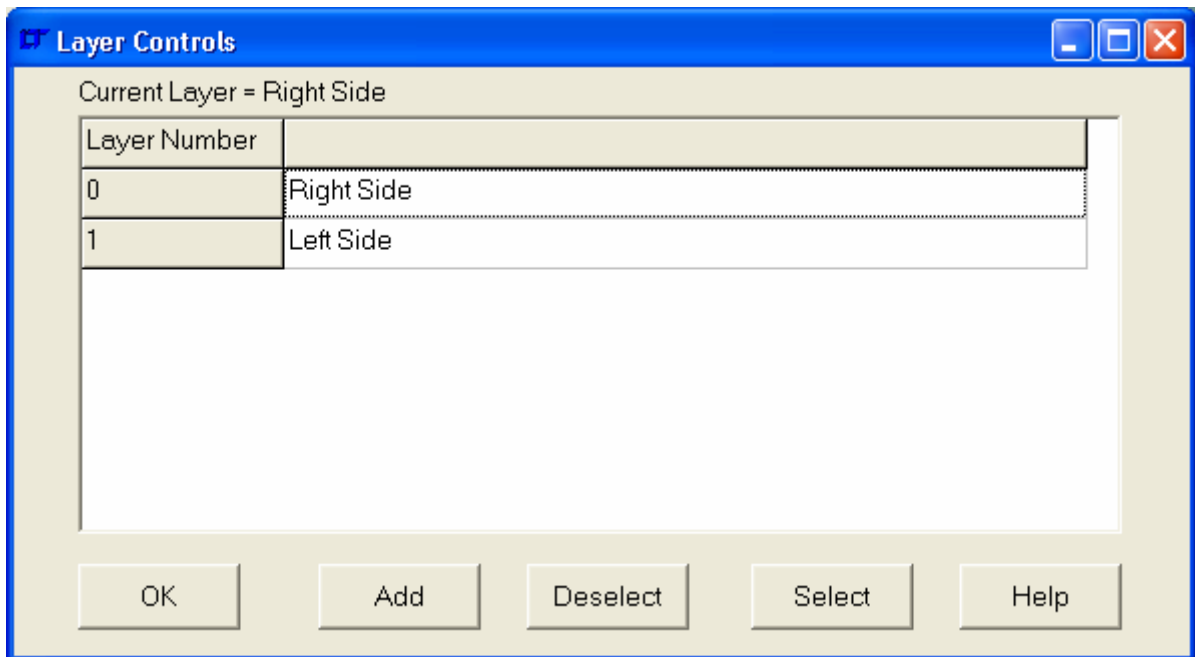 Layer Controls
Current Layer = Right Side
Layer Number
0 Right Side
1 Left Side
OK Add Deselect Select Help